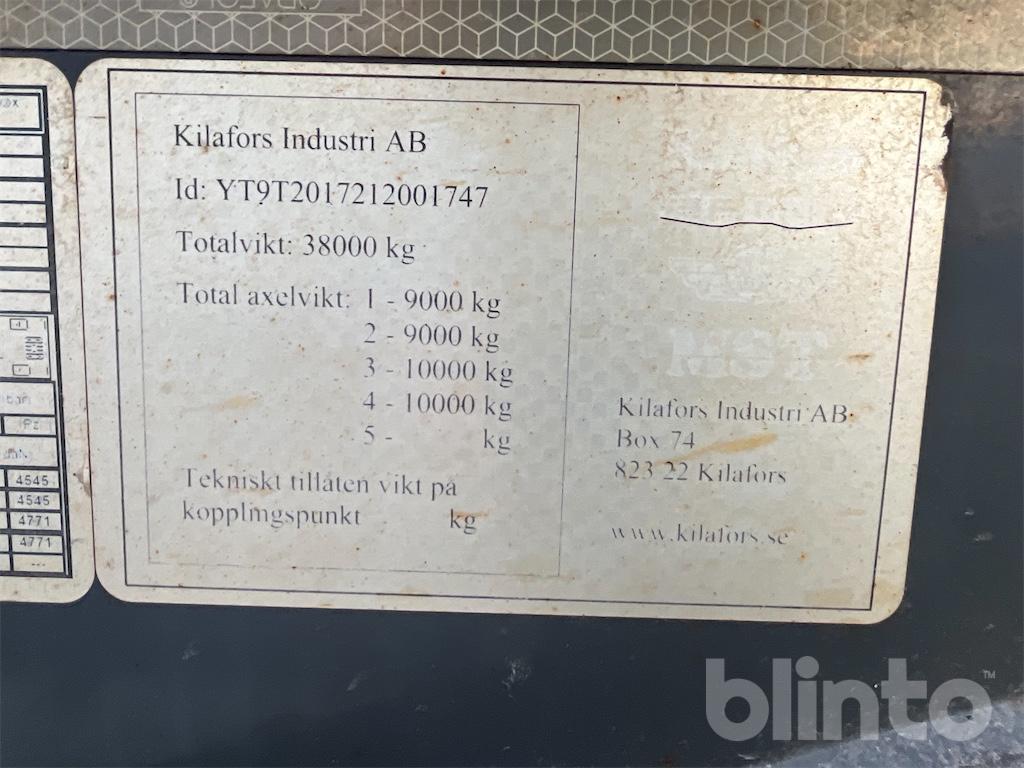 Kilafors Industri AB
Id: YT9T2017212001747
Totalvikt: 38000 kg
Total axelvikt: 1 - 9000 kg
2 - 9000 kg
3 - 10000 kg
4 - 10000 kg
5 - kg
Tekniskt tillåten vikt på
kopplingspunkt kg
Kilafors Industri AB
Box 74
823 22 Kilafors
www.kilafors.se
4545
4545
4771
4771
---
blinto™